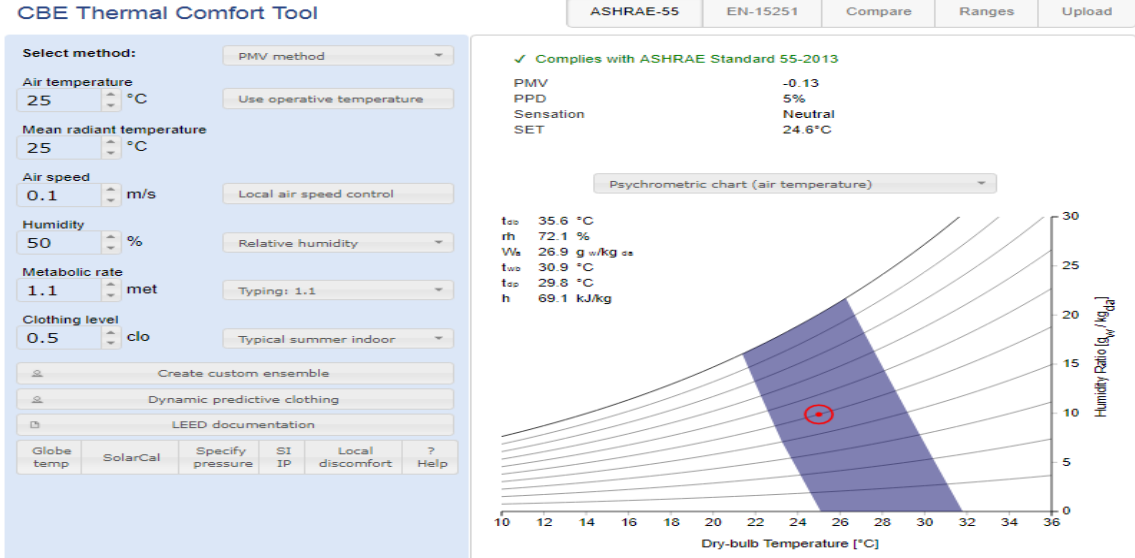 CBE Thermal Comfort Tool
ASHRAE-55 EN-15251 Compare Ranges Upload
Select method: PMV method
Air temperature
25 °C Use operative temperature
Mean radiant temperature
25 °C
Air speed
0.1 m/s Local air speed control
Humidity
50 % Relative humidity
Metabolic rate
1.1 met Typing: 1.1
Clothing level
0.5 clo Typical summer indoor
Create custom ensemble
Dynamic predictive clothing
LEED documentation
Globe temp SolarCal Specify pressure SI IP Local discomfort ? Help
✓ Complies with ASHRAE Standard 55-2013
PMV -0.13
PPD 5%
Sensation Neutral
SET 24.6°C
Psychrometric chart (air temperature)
tdb 35.6 °C
rh 72.1 %
Wa 26.9 g w/kg da
twb 30.9 °C
tdp 29.8 °C
h 69.1 kJ/kg
30
25
20
15
10
5
0
Humidity Ratio [gw / kgda]
10 12 14 16 18 20 22 24 26 28 30 32 34 36
Dry-bulb Temperature [°C]